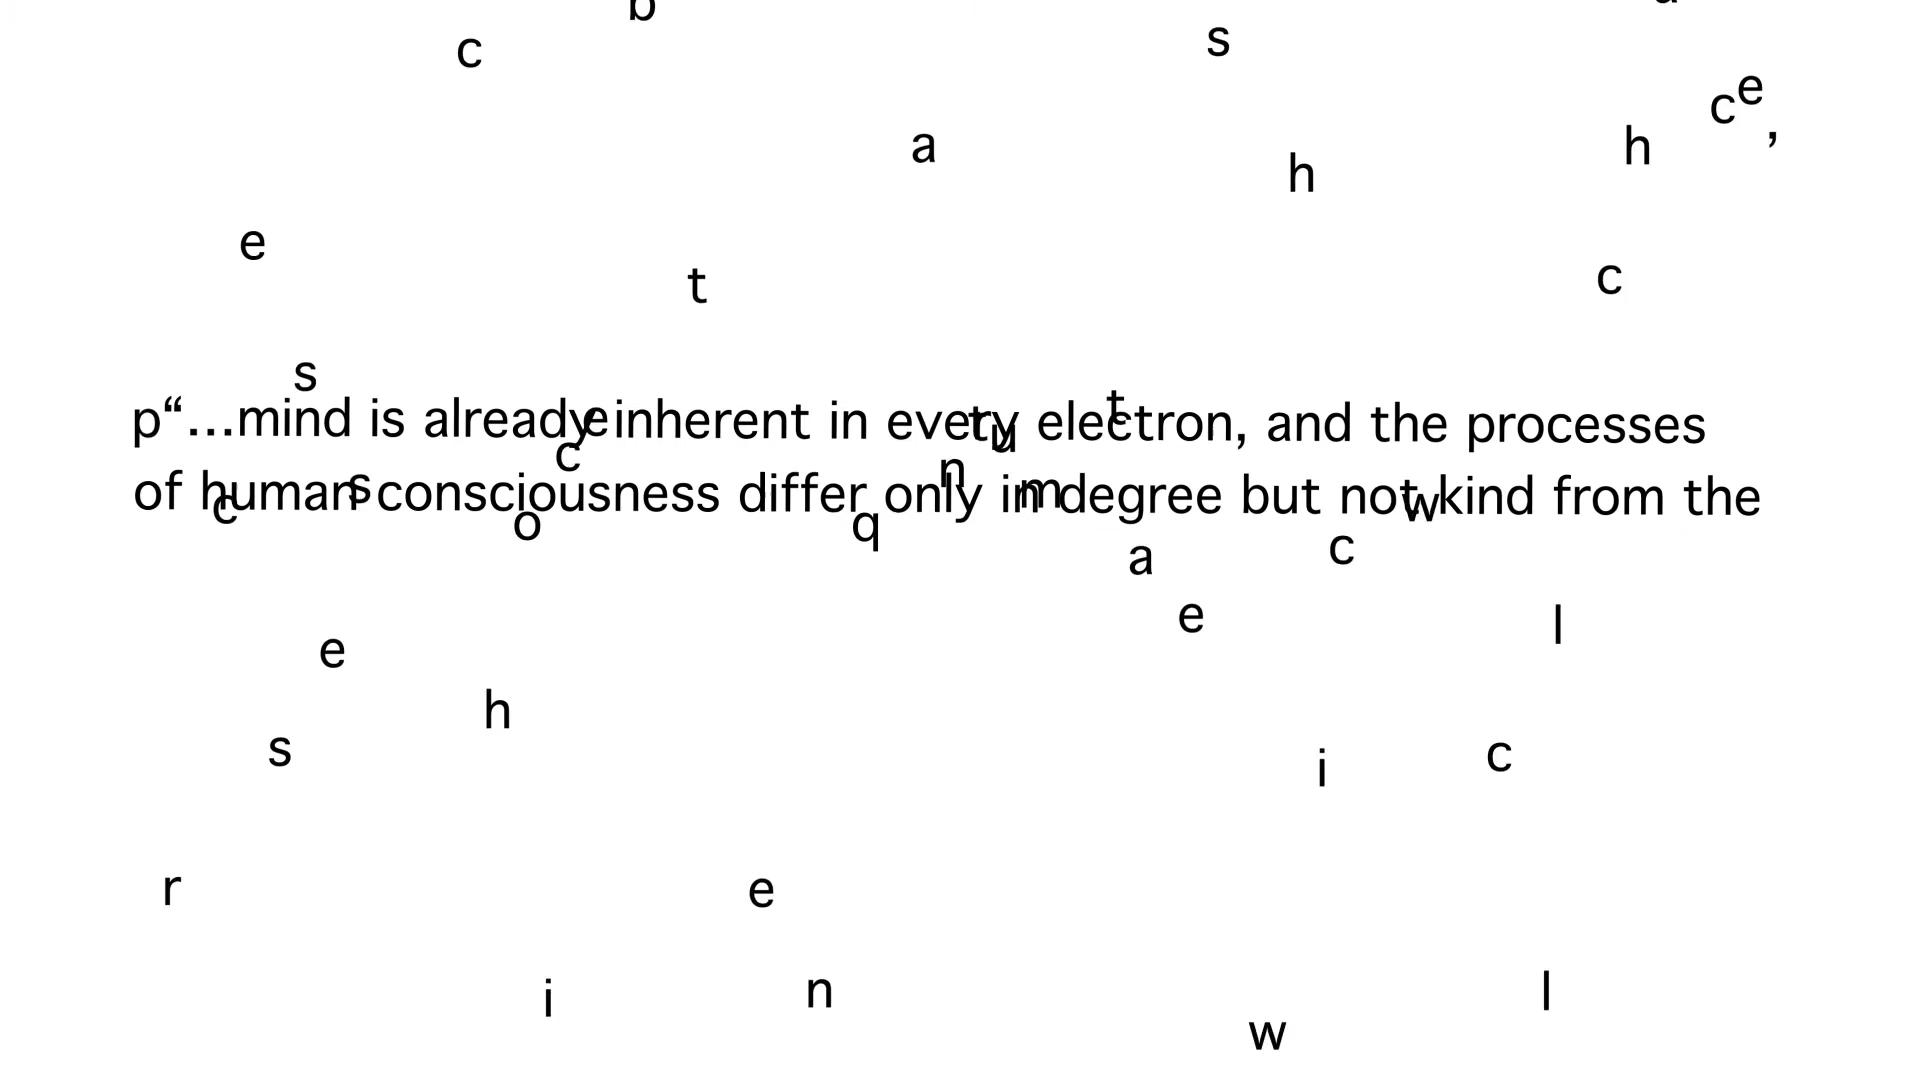 b
c
s
e
c
,
a
h
h
e
t
c
s
p“...mind is already inherent in every electron, and the processes
of human consciousness differ only in degree but not kind from the
e
t
u
c
n
s
m
c
w
o
q
a
c
e
l
e
h
s
i
c
r
e
i
n
l
w